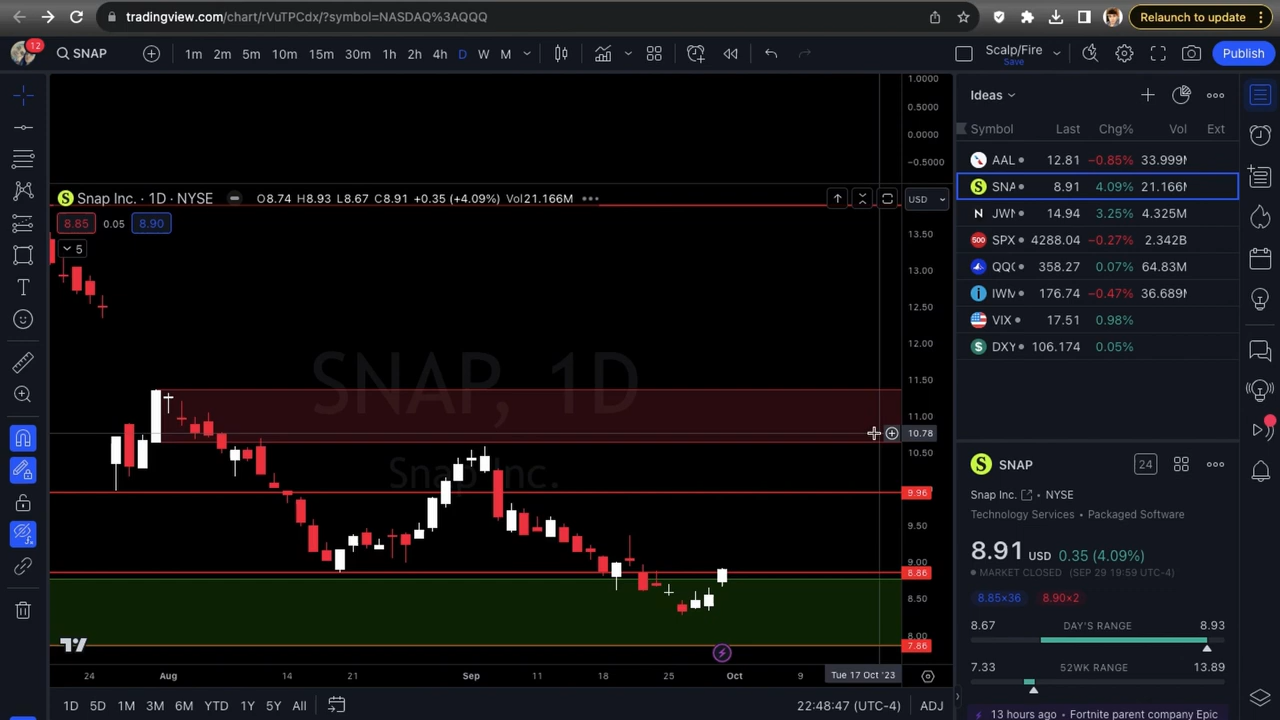 tradingview.com/chart/rVuTPCdx/?symbol=NASDAQ%3AQQQ
Relaunch to update
12
SNAP
1m 2m 5m 10m 15m 30m 1h 2h 4h D W M
Scalp/Fire
Save
Publish
Ideas
Symbol Last Chg% Vol Ext
AAL 12.81 −0.85% 33.999M
SNA 8.91 4.09% 21.166M
JWN 14.94 3.25% 4.325M
SPX 4288.04 −0.27% 2.342B
QQQ 358.27 0.07% 64.83M
IWM 176.74 −0.47% 36.689M
VIX 17.51 0.98%
DXY 106.174 0.05%
1.0000
0.5000
0.0000
−0.5000
Snap Inc. · 1D · NYSE O8.74 H8.93 L8.67 C8.91 +0.35 (+4.09%) Vol21.166M
USD
8.85 0.05 8.90
5
13.50
13.00
12.50
12.00
11.50
11.00
10.78
10.50
9.96
9.50
9.00
8.86
8.50
8.00
7.86
SNAP, 1D
Snap Inc.
24 Aug 14 21 Sep 11 18 25 Oct 9 Tue 17 Oct '23
1D 5D 1M 3M 6M YTD 1Y 5Y All
22:48:47 (UTC-4) ADJ
SNAP
24
Snap Inc. NYSE
Technology Services • Packaged Software
8.91 USD 0.35 (4.09%)
MARKET CLOSED (SEP 29 19:59 UTC-4)
8.85×36 8.90×2
8.67 DAY'S RANGE 8.93
7.33 52WK RANGE 13.89
13 hours ago • Fortnite parent company Epic